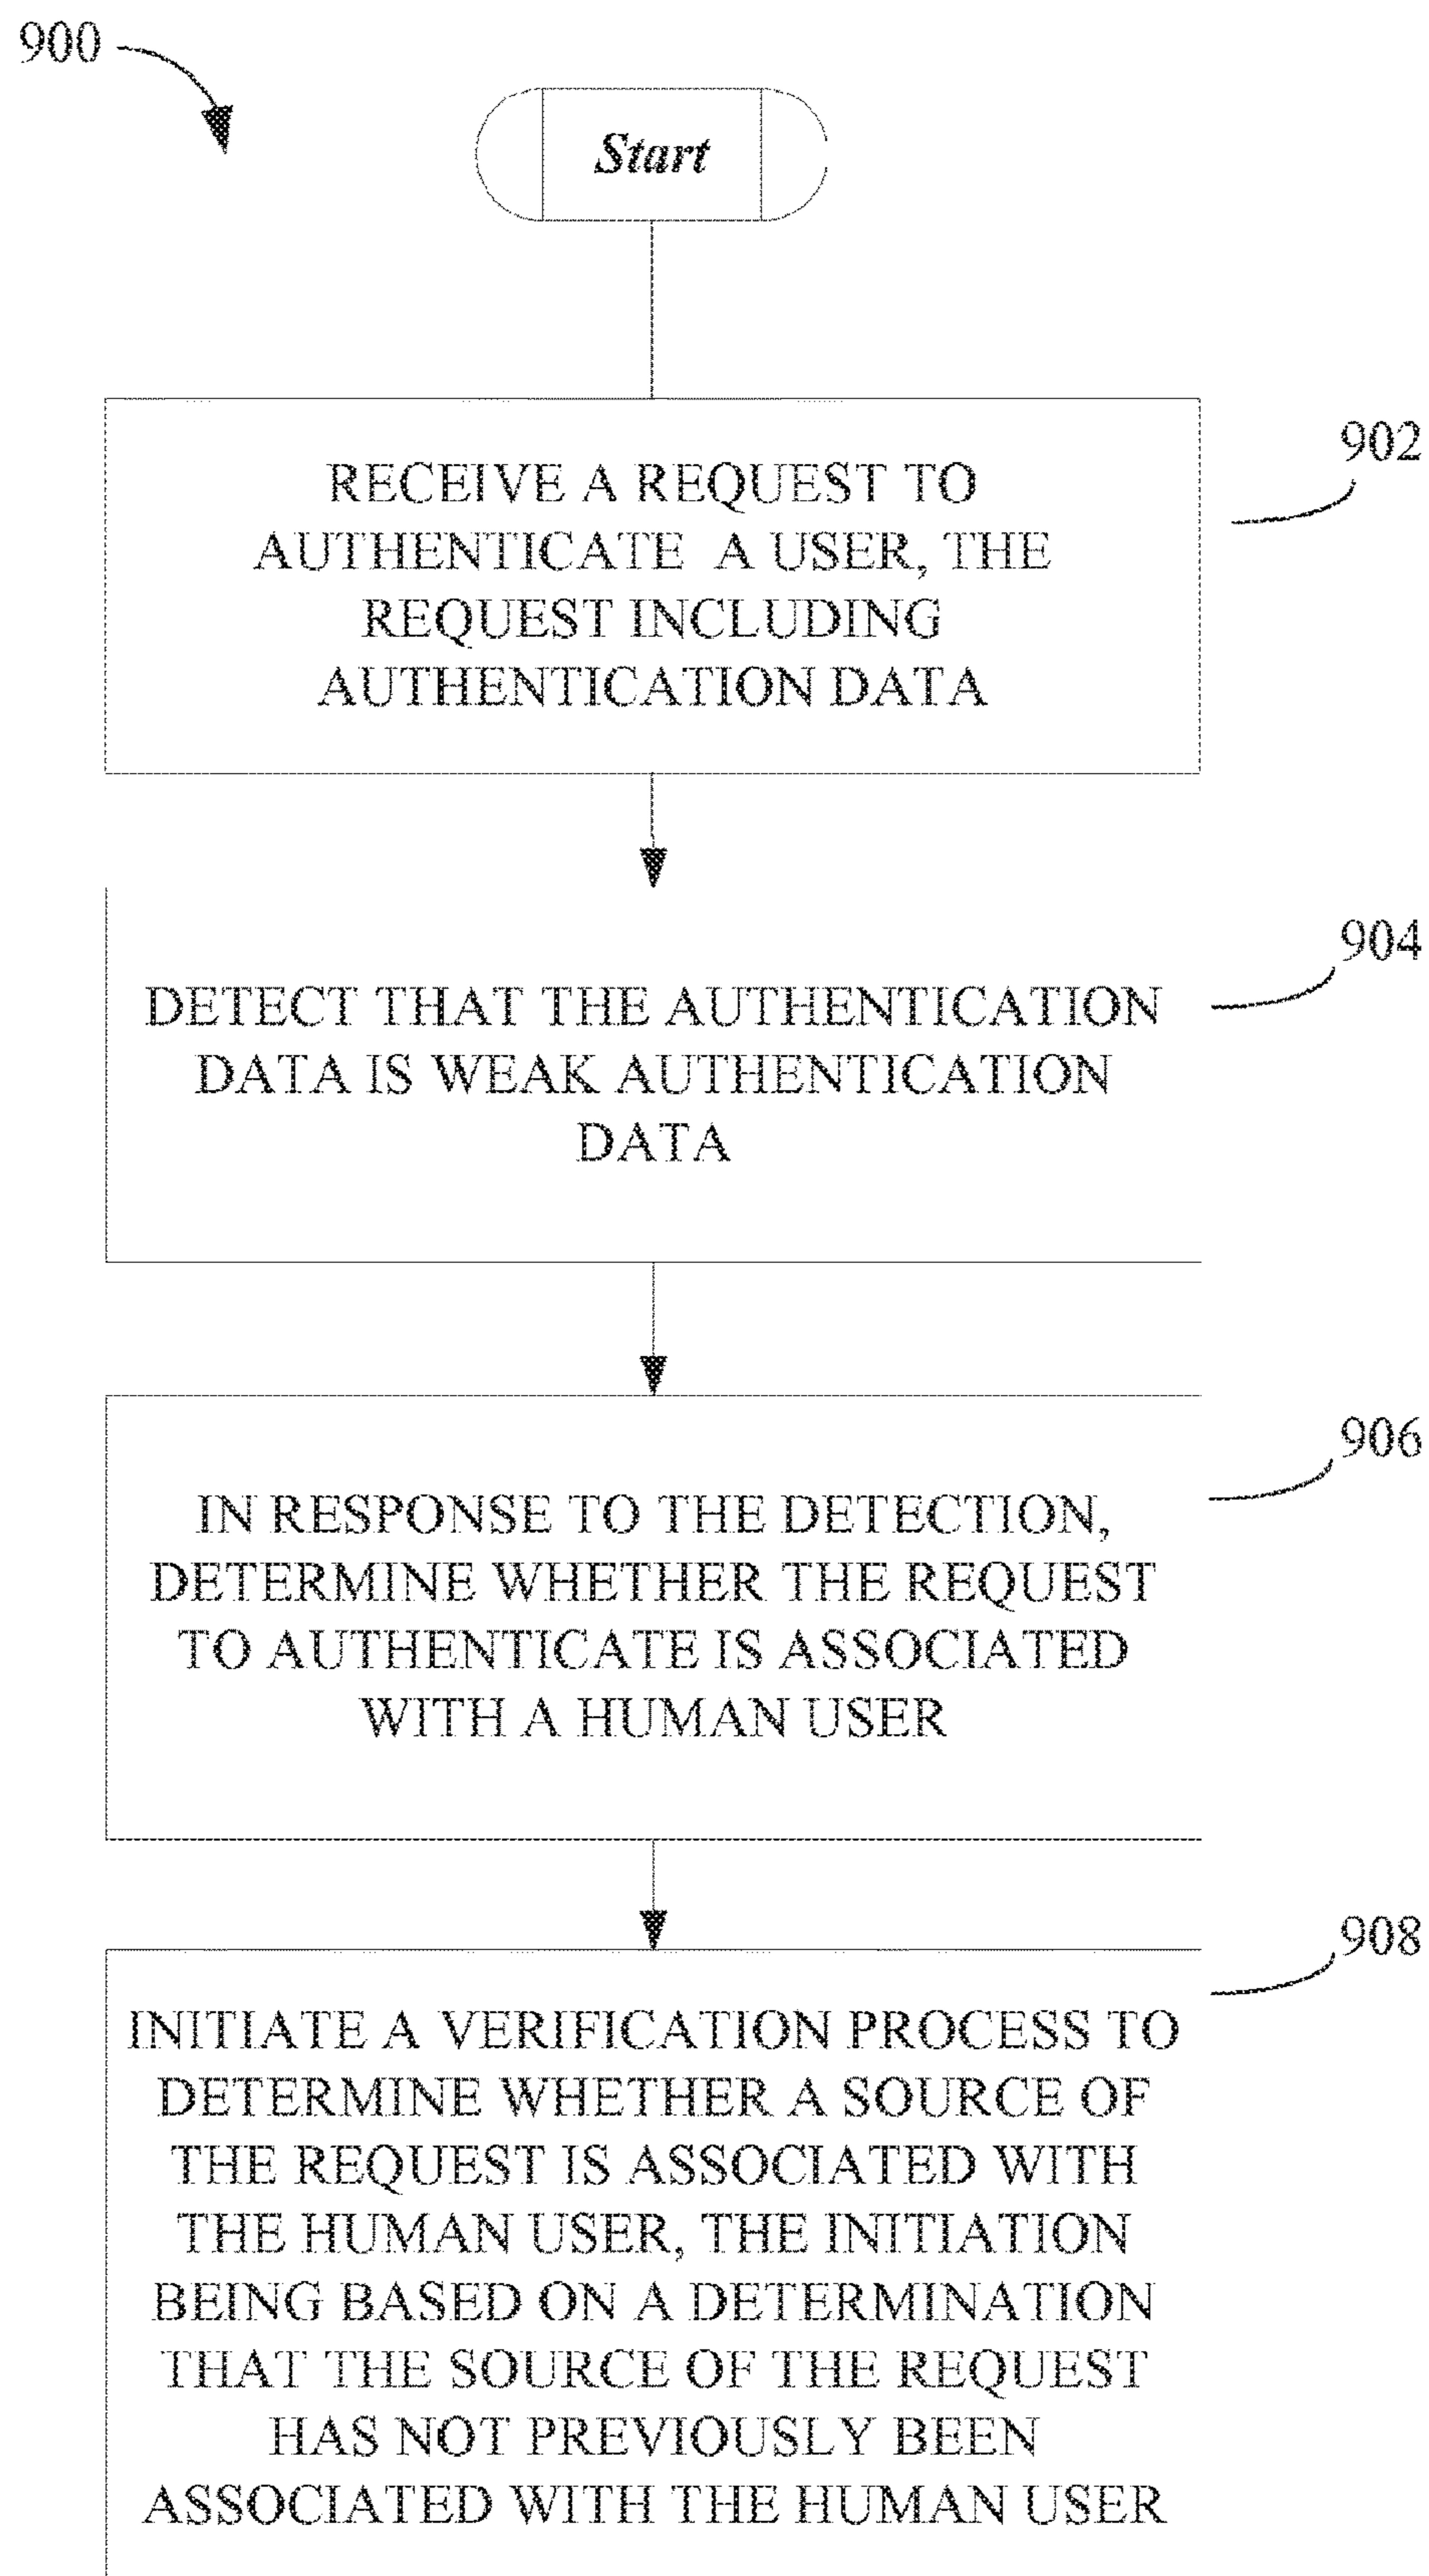 900
Start
902
RECEIVE A REQUEST TO
AUTHENTICATE A USER, THE
REQUEST INCLUDING
AUTHENTICATION DATA
904
DETECT THAT THE AUTHENTICATION
DATA IS WEAK AUTHENTICATION
DATA
906
IN RESPONSE TO THE DETECTION,
DETERMINE WHETHER THE REQUEST
TO AUTHENTICATE IS ASSOCIATED
WITH A HUMAN USER
908
INITIATE A VERIFICATION PROCESS TO
DETERMINE WHETHER A SOURCE OF
THE REQUEST IS ASSOCIATED WITH
THE HUMAN USER, THE INITIATION
BEING BASED ON A DETERMINATION
THAT THE SOURCE OF THE REQUEST
HAS NOT PREVIOUSLY BEEN
ASSOCIATED WITH THE HUMAN USER